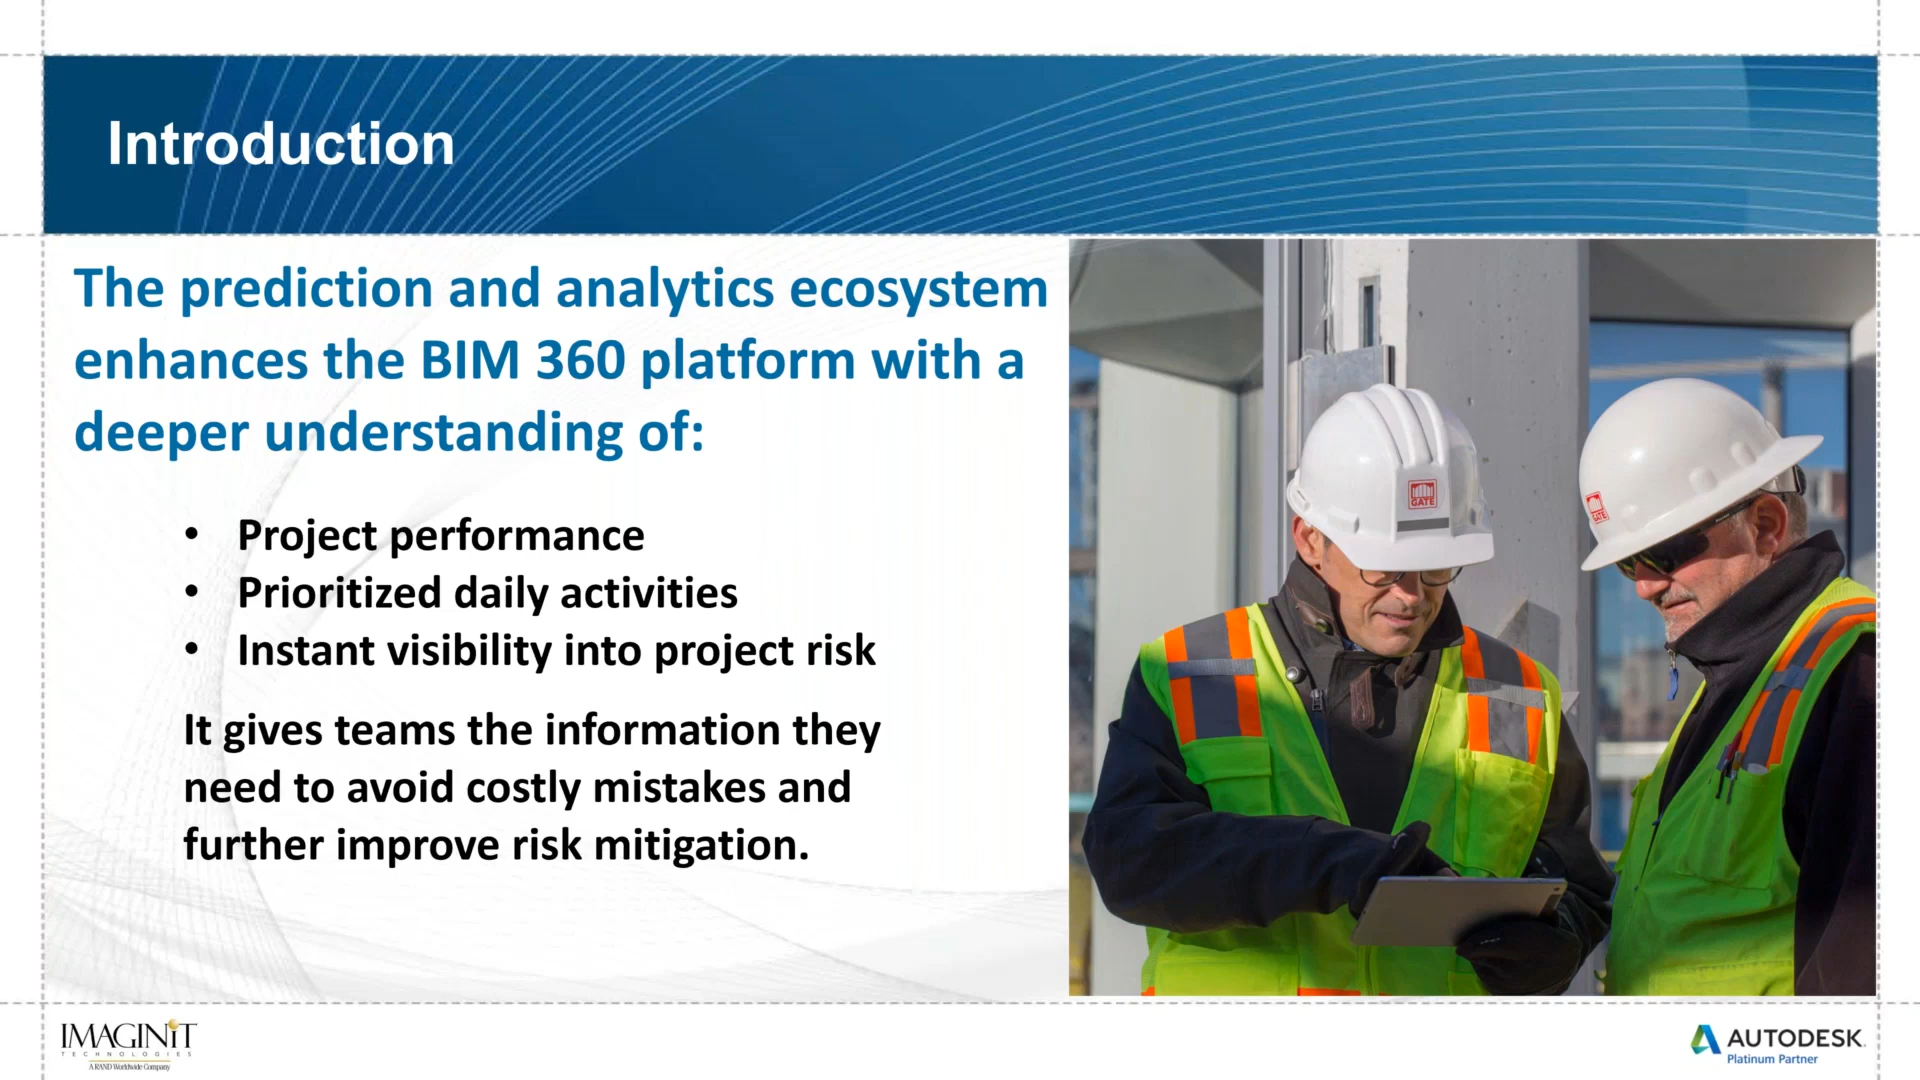 Introduction
The prediction and analytics ecosystem
enhances the BIM 360 platform with a
deeper understanding of:
• Project performance
• Prioritized daily activities
• Instant visibility into project risk
It gives teams the information they
need to avoid costly mistakes and
further improve risk mitigation.
GATE
GATE
IMAGINiT
TECHNOLOGIES
A RAND Worldwide Company
AUTODESK.
Platinum Partner